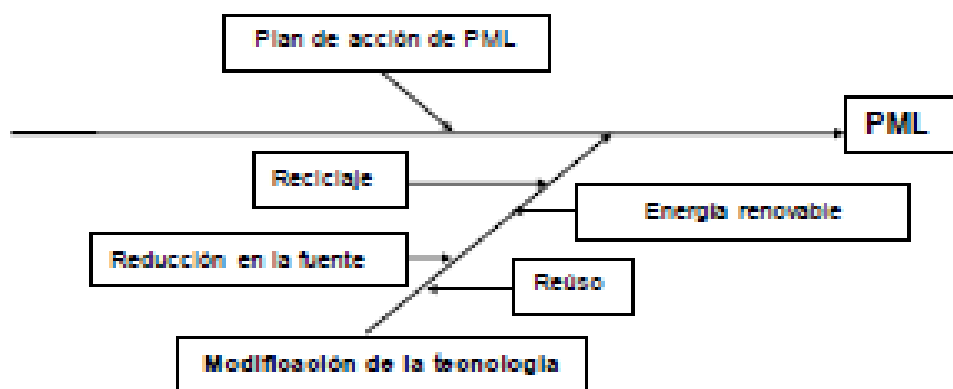 Plan de acción de PML
PML
Reciclaje
Energía renovable
Reducción en la fuente
Reúso
Modificación de la tecnología